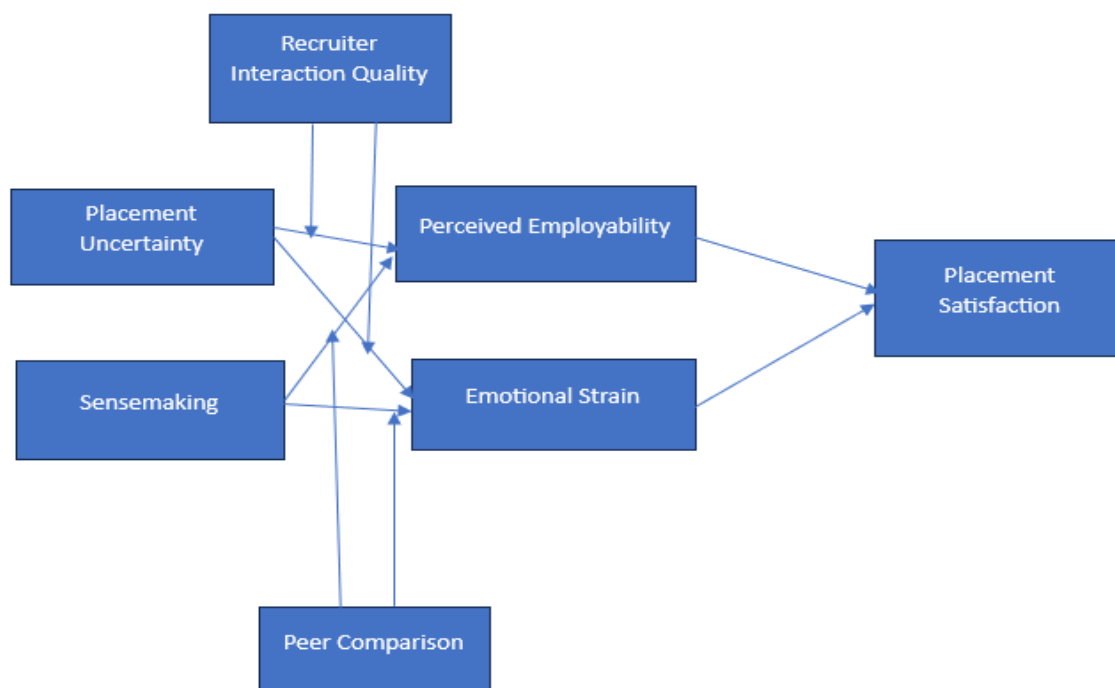 Recruiter
Interaction Quality
Placement
Uncertainty
Perceived Employability
Placement
Satisfaction
Sensemaking
Emotional Strain
Peer Comparison